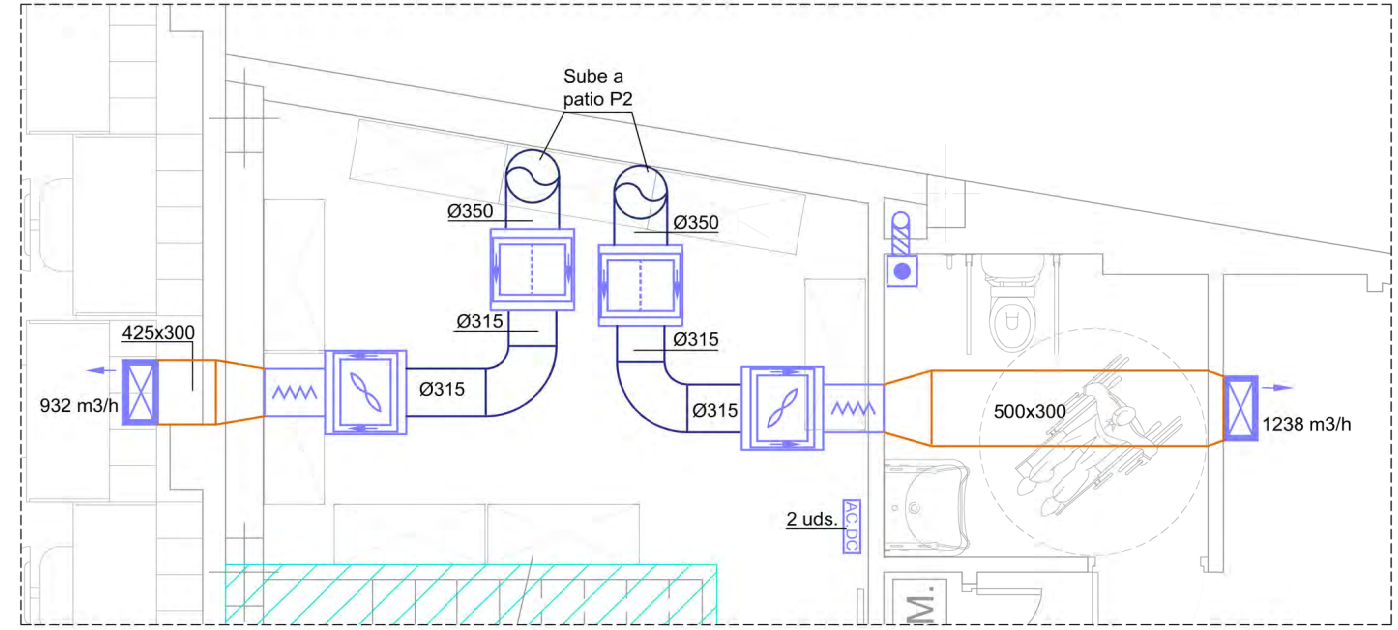 Sube a
patio P2
Ø350
Ø350
Ø315
Ø315
425x300
Ø315
Ø315
500x300
932 m3/h
1238 m3/h
2 uds.
AC.DC
M.